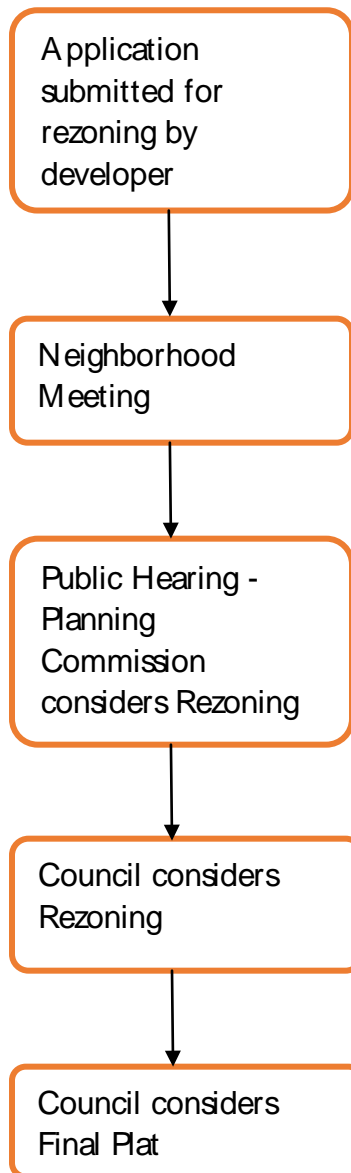 Application
submitted for
rezoning by
developer
Neighborhood
Meeting
Public Hearing -
Planning
Commission
considers Rezoning
Council considers
Rezoning
Council considers
Final Plat